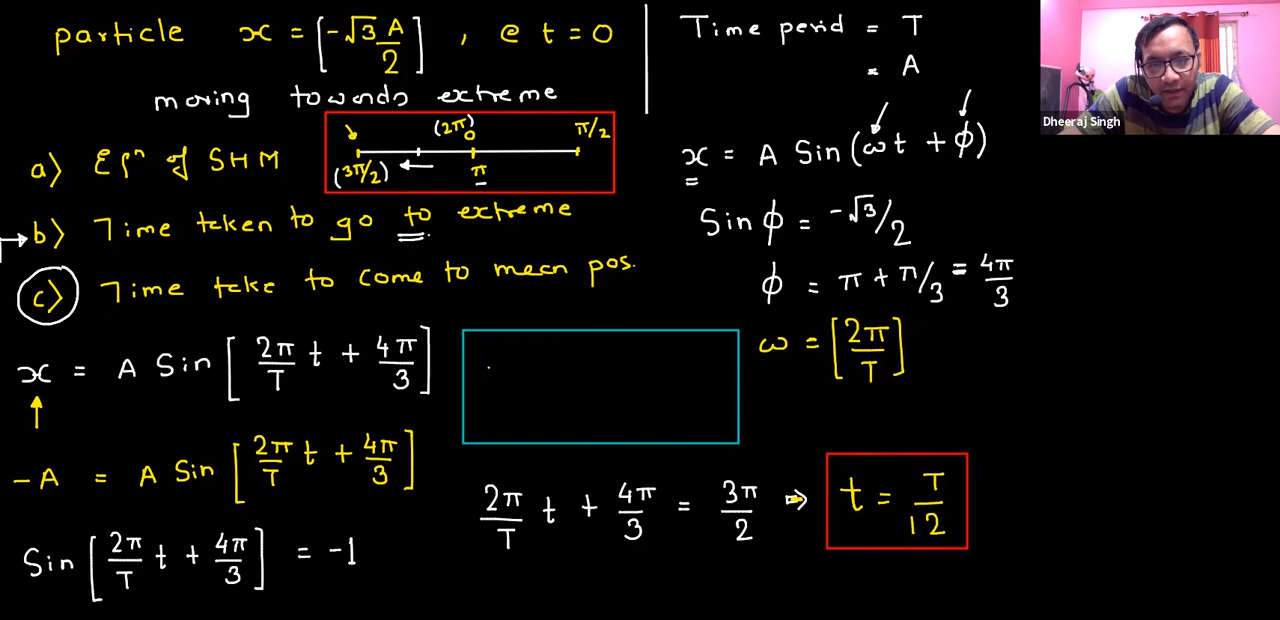 particle x = [-√3 A/2] , @ t = 0
moving towards extreme
a) Eqⁿ of SHM
(2π) 0 π/2
(3π/2) π
b) Time taken to go to extreme
c) Time take to come to mean pos.
x = A Sin [2π/T t + 4π/3]
-A = A Sin [2π/T t + 4π/3]
Sin [2π/T t + 4π/3] = -1
2π/T t + 4π/3 = 3π/2 ⇒ t = T/12
Time perid = T
= A
x = A Sin (ωt + ϕ)
Sin ϕ = -√3/2
ϕ = π + π/3 = 4π/3
ω = [2π/T]
Dheeraj Singh